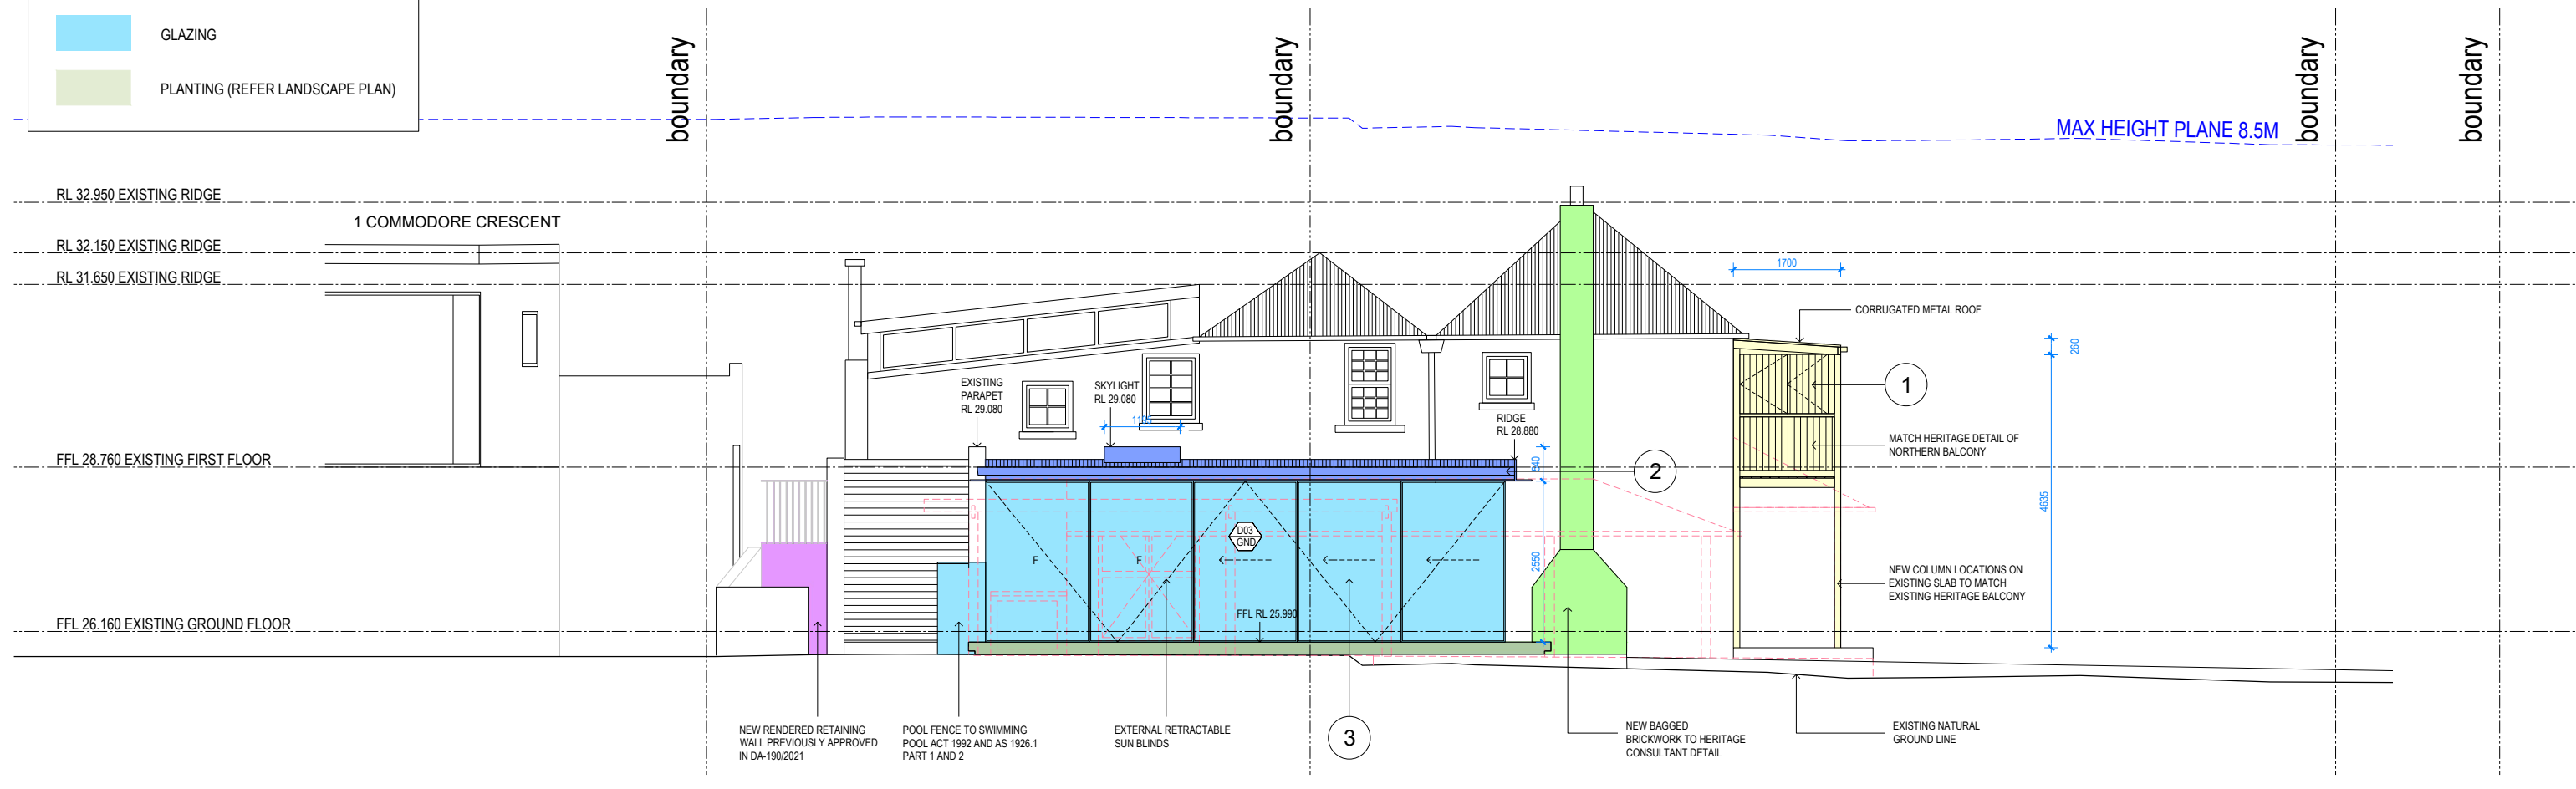 GLAZING
PLANTING (REFER LANDSCAPE PLAN)
boundary
boundary
boundary
boundary
MAX HEIGHT PLANE 8.5M
RL 32.950 EXISTING RIDGE
1 COMMODORE CRESCENT
RL 32.150 EXISTING RIDGE
RL 31.650 EXISTING RIDGE
1700
CORRUGATED METAL ROOF
260
EXISTING
PARAPET
RL 29.080
SKYLIGHT
RL 29.080
1
RIDGE
RL 28.880
MATCH HERITAGE DETAIL OF
NORTHERN BALCONY
FFL 28.760 EXISTING FIRST FLOOR
540
2
4635
D03
GND
F
F
2550
NEW COLUMN LOCATIONS ON
EXISTING SLAB TO MATCH
EXISTING HERITAGE BALCONY
FFL RL 25.990
FFL 26.160 EXISTING GROUND FLOOR
NEW RENDERED RETAINING
WALL PREVIOUSLY APPROVED
IN DA-190/2021
POOL FENCE TO SWIMMING
POOL ACT 1992 AND AS 1926.1
PART 1 AND 2
EXTERNAL RETRACTABLE
SUN BLINDS
3
NEW BAGGED
BRICKWORK TO HERITAGE
CONSULTANT DETAIL
EXISTING NATURAL
GROUND LINE